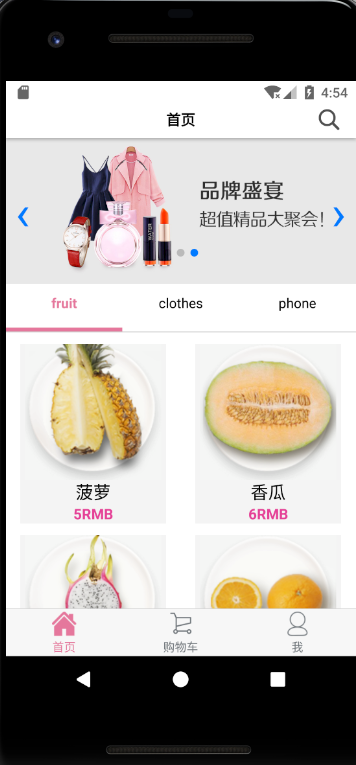 4:54
首页
品牌盛宴
超值精品大聚会!
fruit
clothes
phone
菠萝
香瓜
5RMB
6RMB
首页
购物车
我